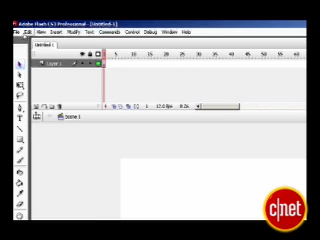 Adobe Flash CS3 Professional - [Untitled-1]
File Edit View Insert Modify Text Commands Control Debug Window Help
Untitled-1
5 10 15 20 25 30 35 40 45 50 55 60
Layer 1
1 12.0 fps 0.0s
Scene 1
c|net